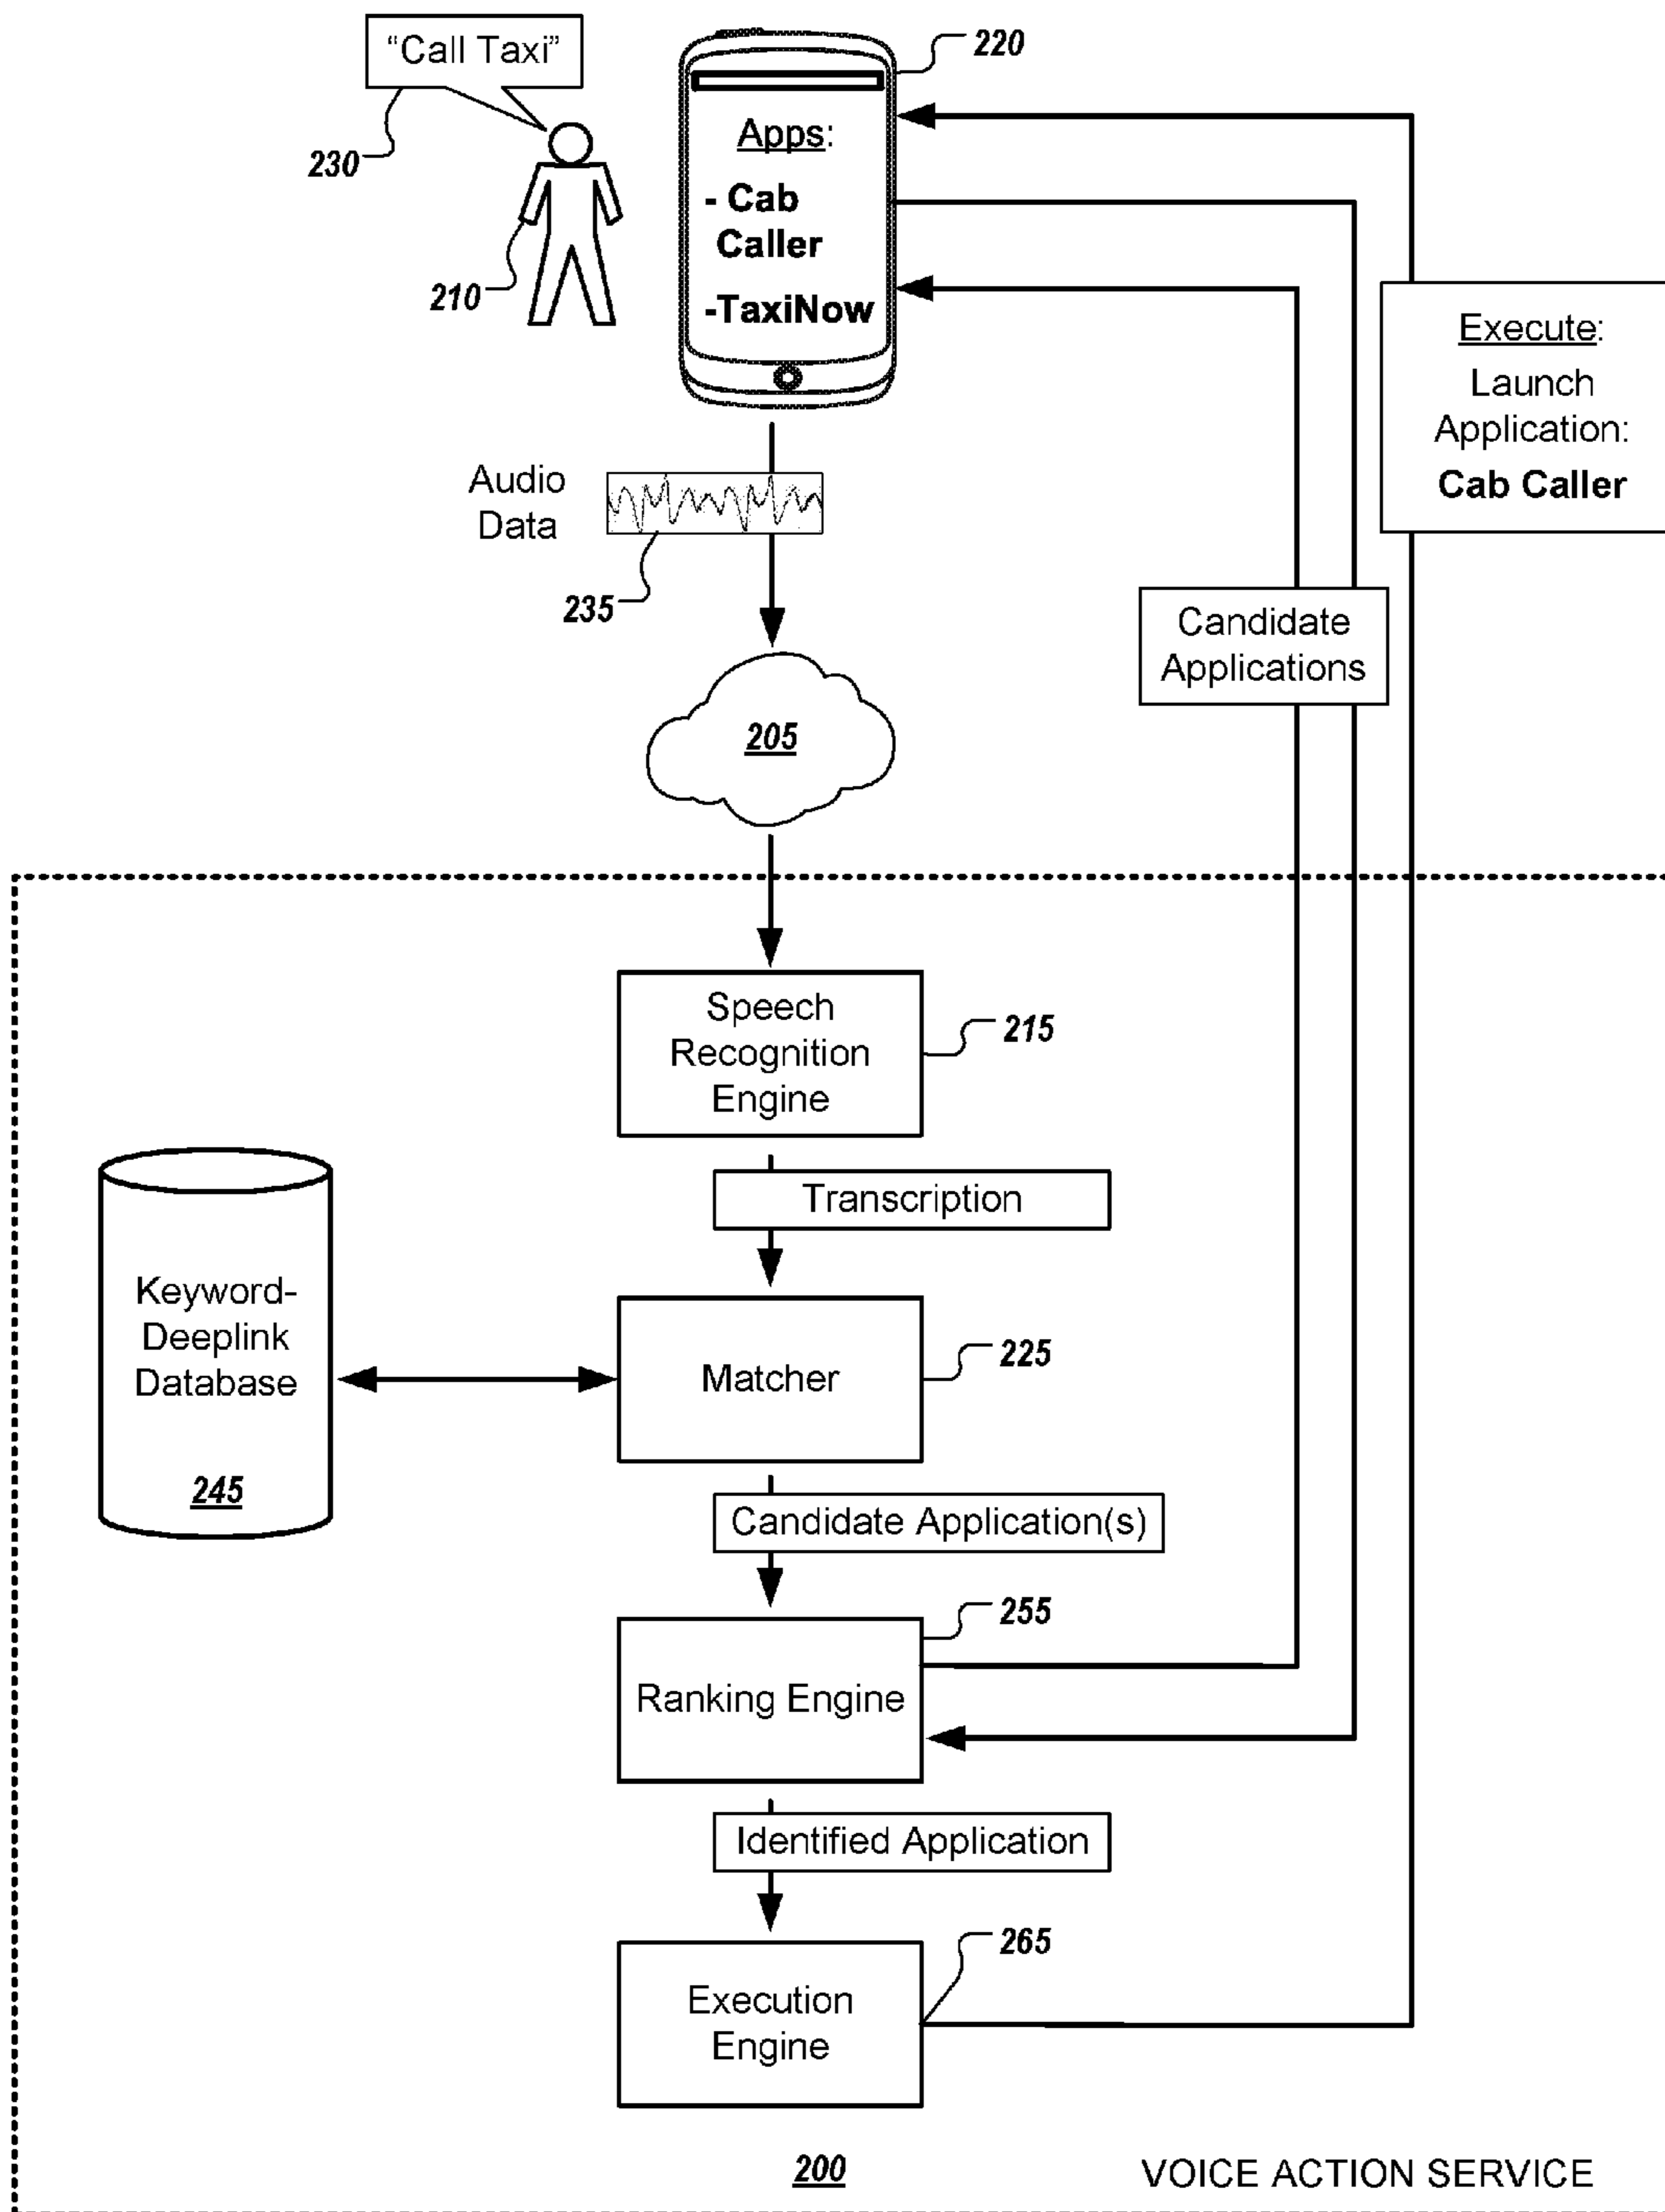 “Call Taxi”
220
Apps:
- Cab
Caller
-TaxiNow
230
210
Execute:
Launch
Application:
Cab Caller
Audio
Data
235
Candidate
Applications
205
Speech
Recognition
Engine
215
Transcription
Keyword-
Deeplink
Database
245
Matcher
225
Candidate Application(s)
255
Ranking Engine
Identified Application
265
Execution
Engine
200
VOICE ACTION SERVICE